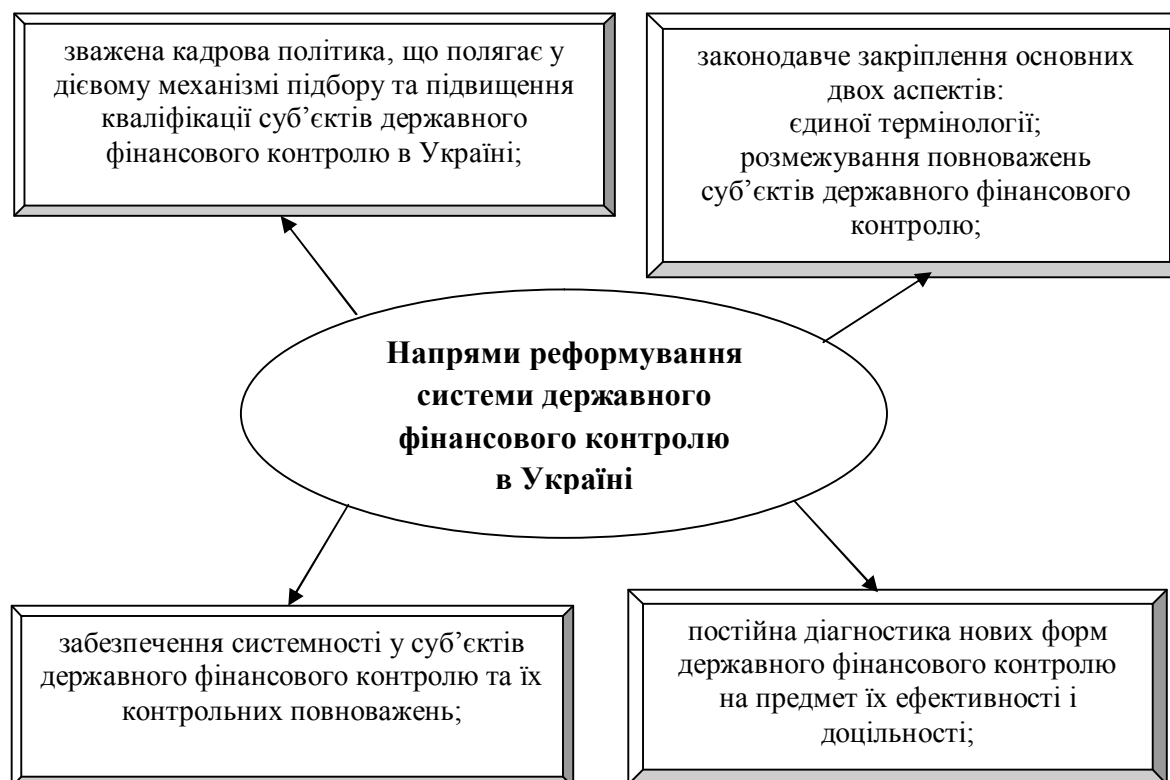 зважена кадрова політика, що полягає у
дієвому механізмі підбору та підвищення
кваліфікації суб’єктів державного
фінансового контролю в Україні;
законодавче закріплення основних
двох аспектів:
єдиної термінології;
розмежування повноважень
суб’єктів державного фінансового
контролю;
Напрями реформування
системи державного
фінансового контролю
в Україні
забезпечення системності у суб’єктів
державного фінансового контролю та їх
контрольних повноважень;
постійна діагностика нових форм
державного фінансового контролю
на предмет їх ефективності і
доцільності;